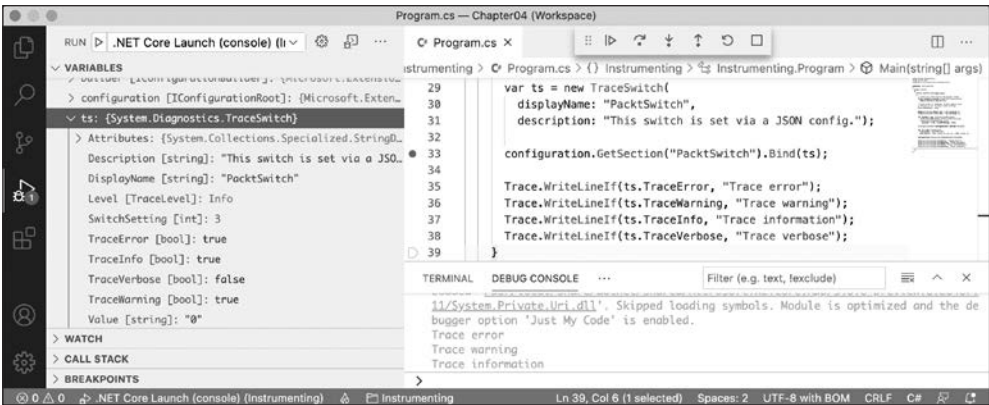 Program.cs — Chapter04 (Workspace)
RUN .NET Core Launch (console) (I
VARIABLES
> builder [IConfigurationBuilder]: {Microsoft.Extensio…
> configuration [IConfigurationRoot]: {Microsoft.Exten…
ts: {System.Diagnostics.TraceSwitch}
> Attributes: {System.Collections.Specialized.StringD…
Description [string]: "This switch is set via a JSO…
DisplayName [string]: "PacktSwitch"
Level [TraceLevel]: Info
SwitchSetting [int]: 3
TraceError [bool]: true
TraceInfo [bool]: true
TraceVerbose [bool]: false
TraceWarning [bool]: true
Value [string]: "0"
> WATCH
> CALL STACK
> BREAKPOINTS
Program.cs ×
strumenting > Program.cs > {} Instrumenting > Instrumenting.Program > Main(string[] args)
29 var ts = new TraceSwitch(
30 displayName: "PacktSwitch",
31 description: "This switch is set via a JSON config.");
32
33 configuration.GetSection("PacktSwitch").Bind(ts);
34
35 Trace.WriteLineIf(ts.TraceError, "Trace error");
36 Trace.WriteLineIf(ts.TraceWarning, "Trace warning");
37 Trace.WriteLineIf(ts.TraceInfo, "Trace information");
38 Trace.WriteLineIf(ts.TraceVerbose, "Trace verbose");
39 }
TERMINAL DEBUG CONSOLE ··· Filter (e.g. text, !exclude)
11/System.Private.Uri.dll'. Skipped loading symbols. Module is optimized and the de
bugger option 'Just My Code' is enabled.
Trace error
Trace warning
Trace information
>
0 0 .NET Core Launch (console) (Instrumenting) Instrumenting Ln 39, Col 6 (1 selected) Spaces: 2 UTF-8 with BOM CRLF C#